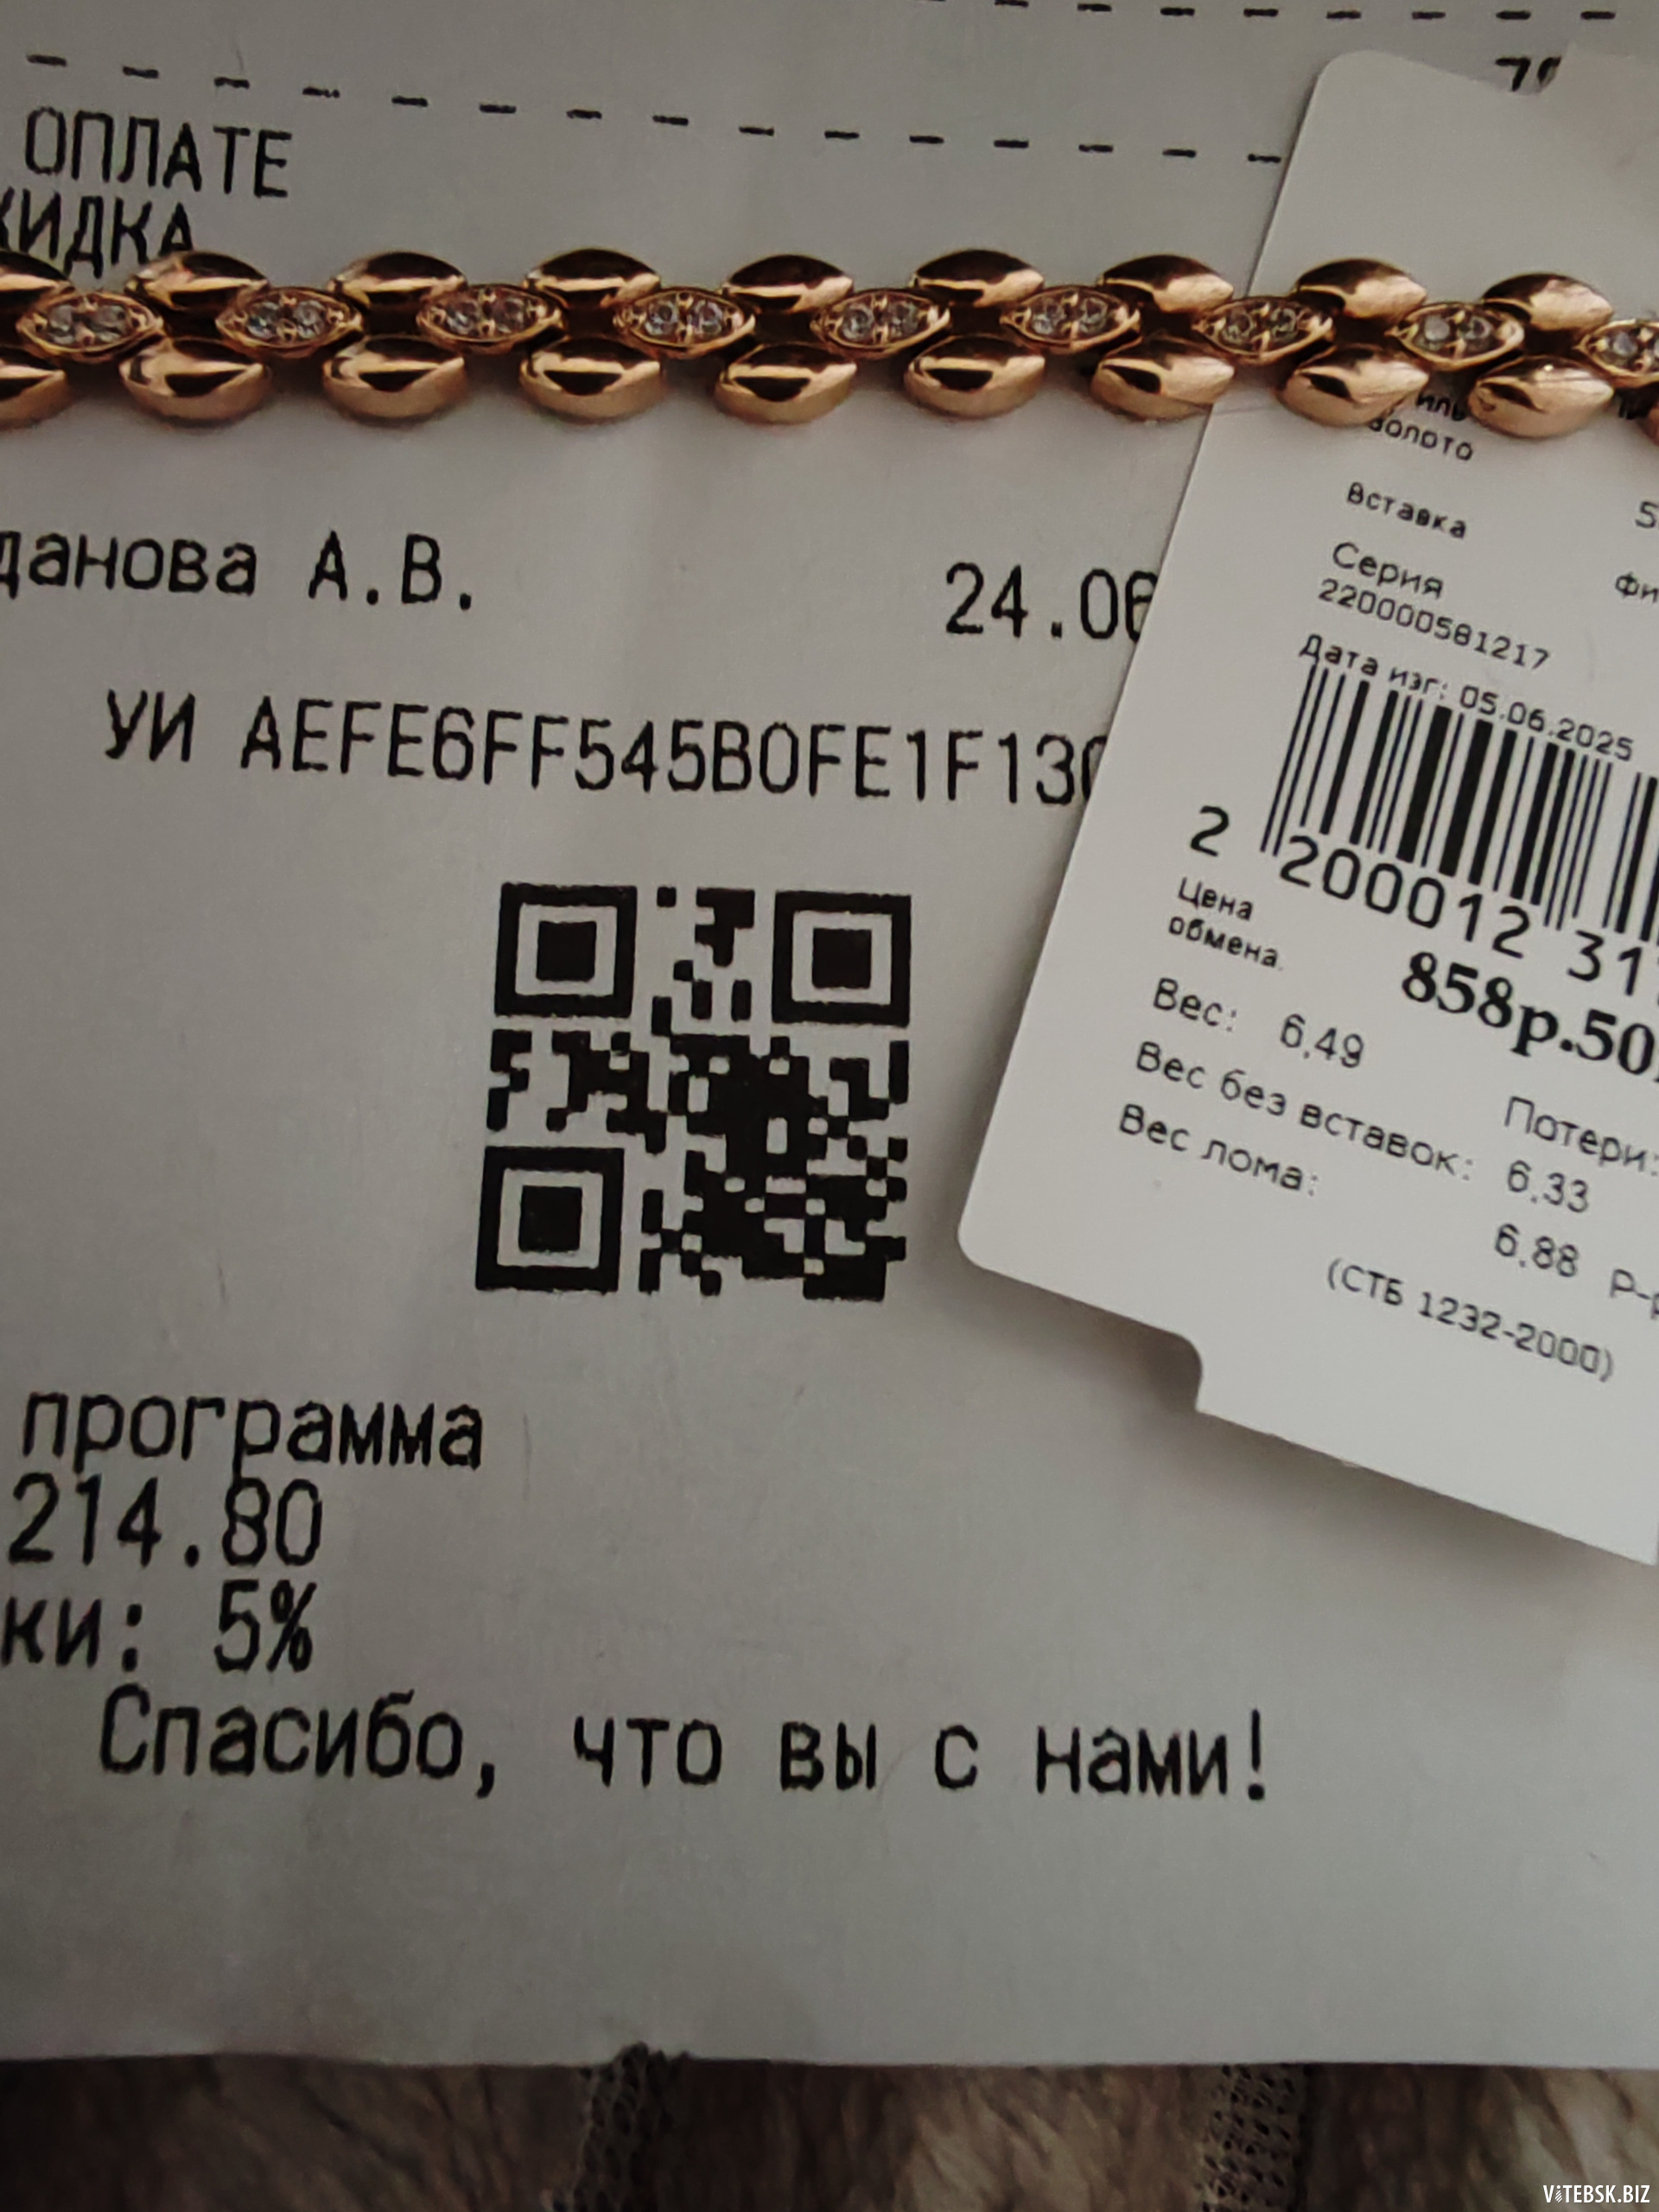 ОПЛАТЕ
КИДКА
данова А.В.
24.06
УИ AEFE6FF545B0FE1F13
золото
Вставка
Серия
220000581217
Дата изг: 05.06.2025
2 200012 31
Цена
обмена
858р.50
Вес: 6.49
Потери:
Вес без вставок: 6.33
Вес лома: 6.88
(СТБ 1232-2000)
программа
214.80
ки: 5%
Спасибо, что вы с нами!
ViTEBSK.BIZ